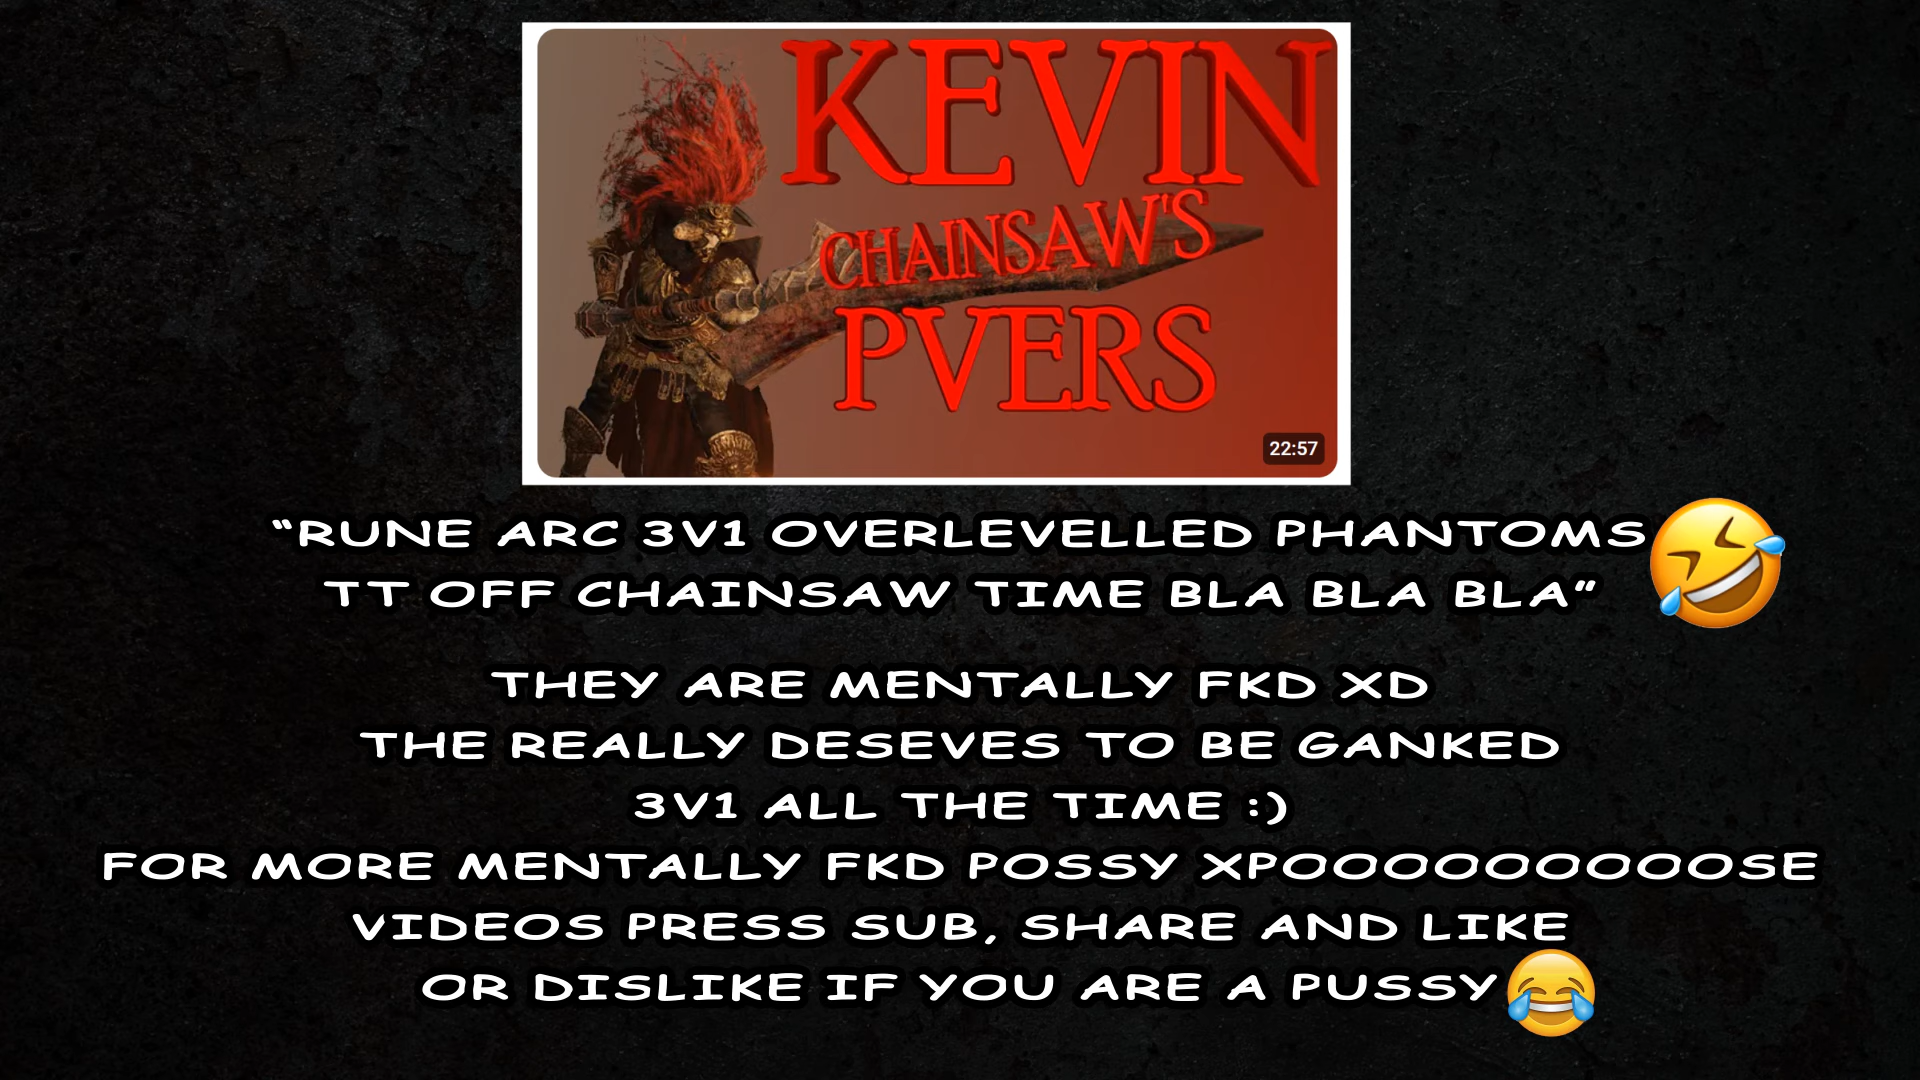 KEVIN
CHAINSAW'S
PVERS
22:57
"RUNE ARC 3V1 OVERLEVELLED PHANTOMS
TT OFF CHAINSAW TIME BLA BLA BLA"
THEY ARE MENTALLY FKD XD
THE REALLY DESEVES TO BE GANKED
3V1 ALL THE TIME :)
FOR MORE MENTALLY FKD POSSY XPOOOOOOOOOOSE
VIDEOS PRESS SUB, SHARE AND LIKE
OR DISLIKE IF YOU ARE A PUSSY